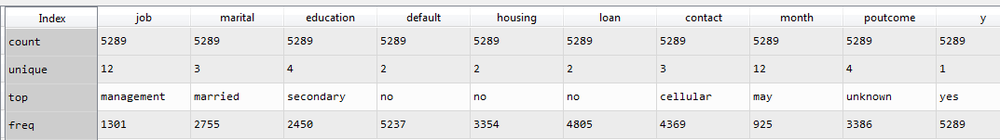 Index job marital education default housing loan contact month poutcome y
count 5289 5289 5289 5289 5289 5289 5289 5289 5289 5289
unique 12 3 4 2 2 2 3 12 4 1
top management married secondary no no no cellular may unknown yes
freq 1301 2755 2450 5237 3354 4805 4369 925 3386 5289